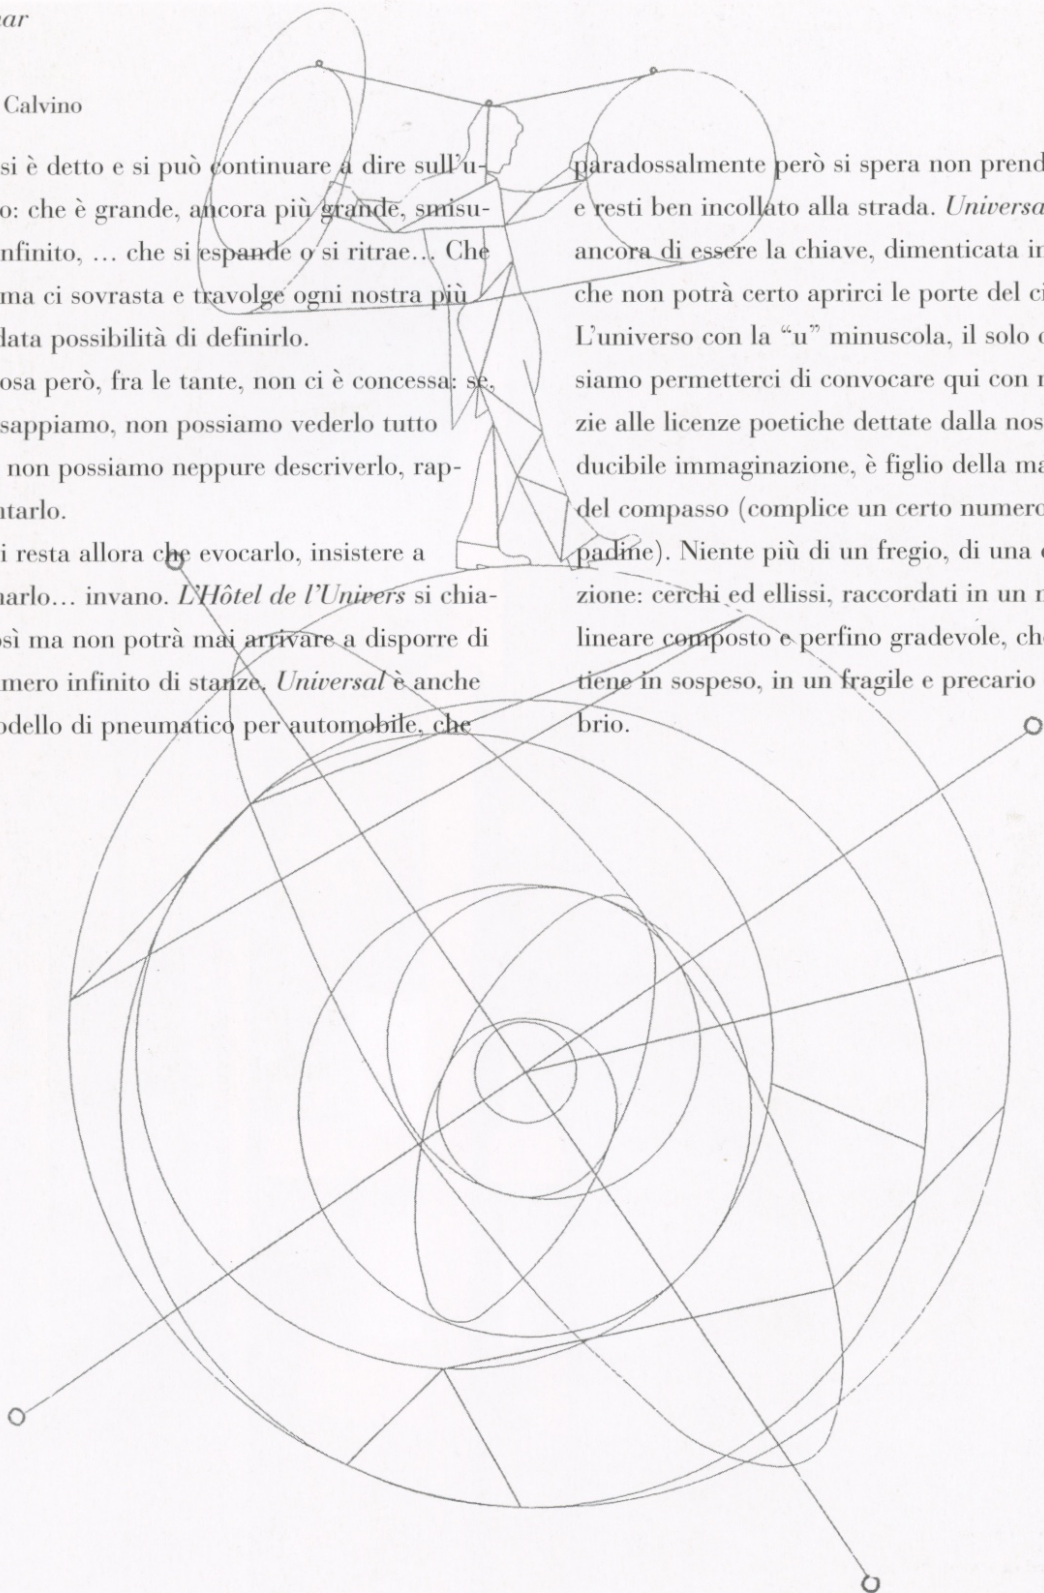 ar
Calvino
si è detto e si può continuare a dire sull'u-
o: che è grande, ancora più grande, smisu-
nfinito, … che si espande o si ritrae… Che
ma ci sovrasta e travolge ogni nostra più
data possibilità di definirlo.
osa però, fra le tante, non ci è concessa: se,
sappiamo, non possiamo vederlo tutto
non possiamo neppure descriverlo, rap-
ntarlo.
i resta allora che evocarlo, insistere a
narlo… invano. L'Hôtel de l'Univers si chia-
osì ma non potrà mai arrivare a disporre di
mero infinito di stanze. Universal è anche
odello di pneumatico per automobile, che
paradossalmente però si spera non prend
e resti ben incollato alla strada. Universa
ancora di essere la chiave, dimenticata in
che non potrà certo aprirci le porte del ci
L'universo con la “u” minuscola, il solo c
siamo permetterci di convocare qui con n
zie alle licenze poetiche dettate dalla nos
ducibile immaginazione, è figlio della ma
del compasso (complice un certo numero
padine). Niente più di un fregio, di una c
zione: cerchi ed ellissi, raccordati in un r
lineare composto e perfino gradevole, che
tiene in sospeso, in un fragile e precario
brio.